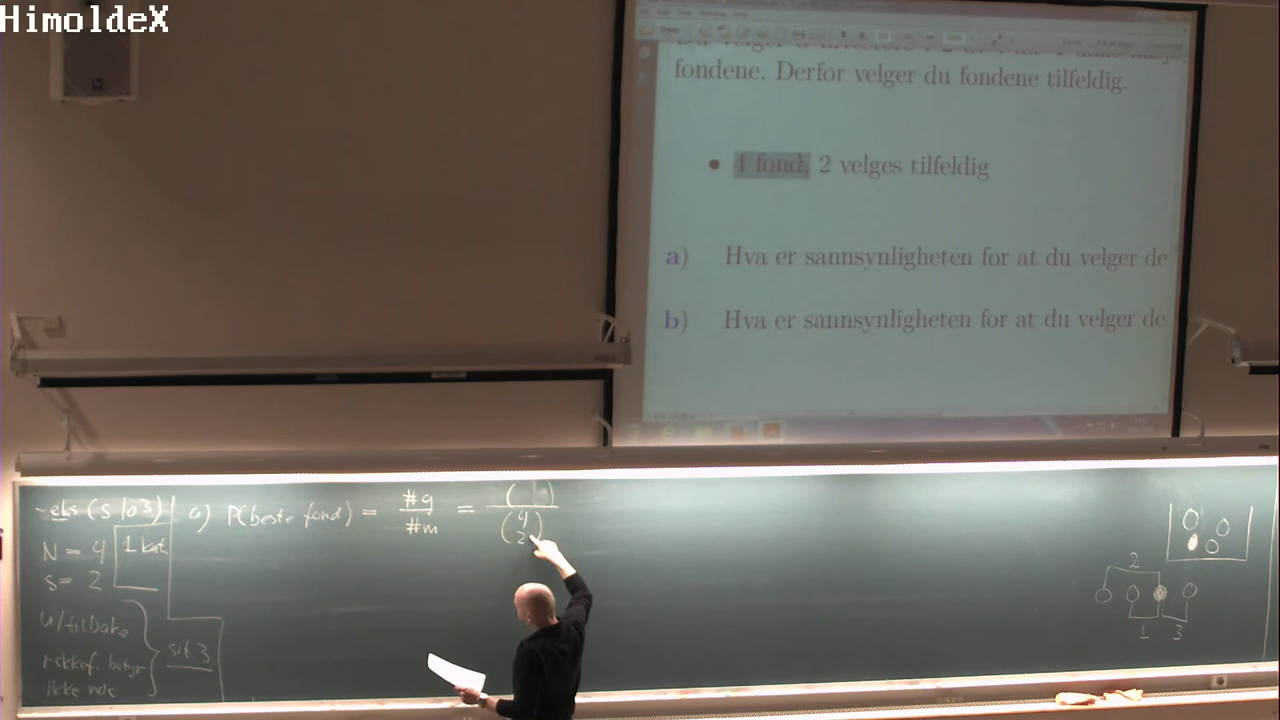 HimoldeX
fondene. Derfor velger du fondene tilfeldig.
• 4 fond, 2 velges tilfeldig
a) Hva er sannsynligheten for at du velger de
b) Hva er sannsynligheten for at du velger de
- eks (s 103)
N = 4
s = 2
1 kat.
u/tilbake
rekkef. betyr
ikke noe
sit 3
a) P(beste fond) = #g / #m = ( ) / (4 2)
2
1 3